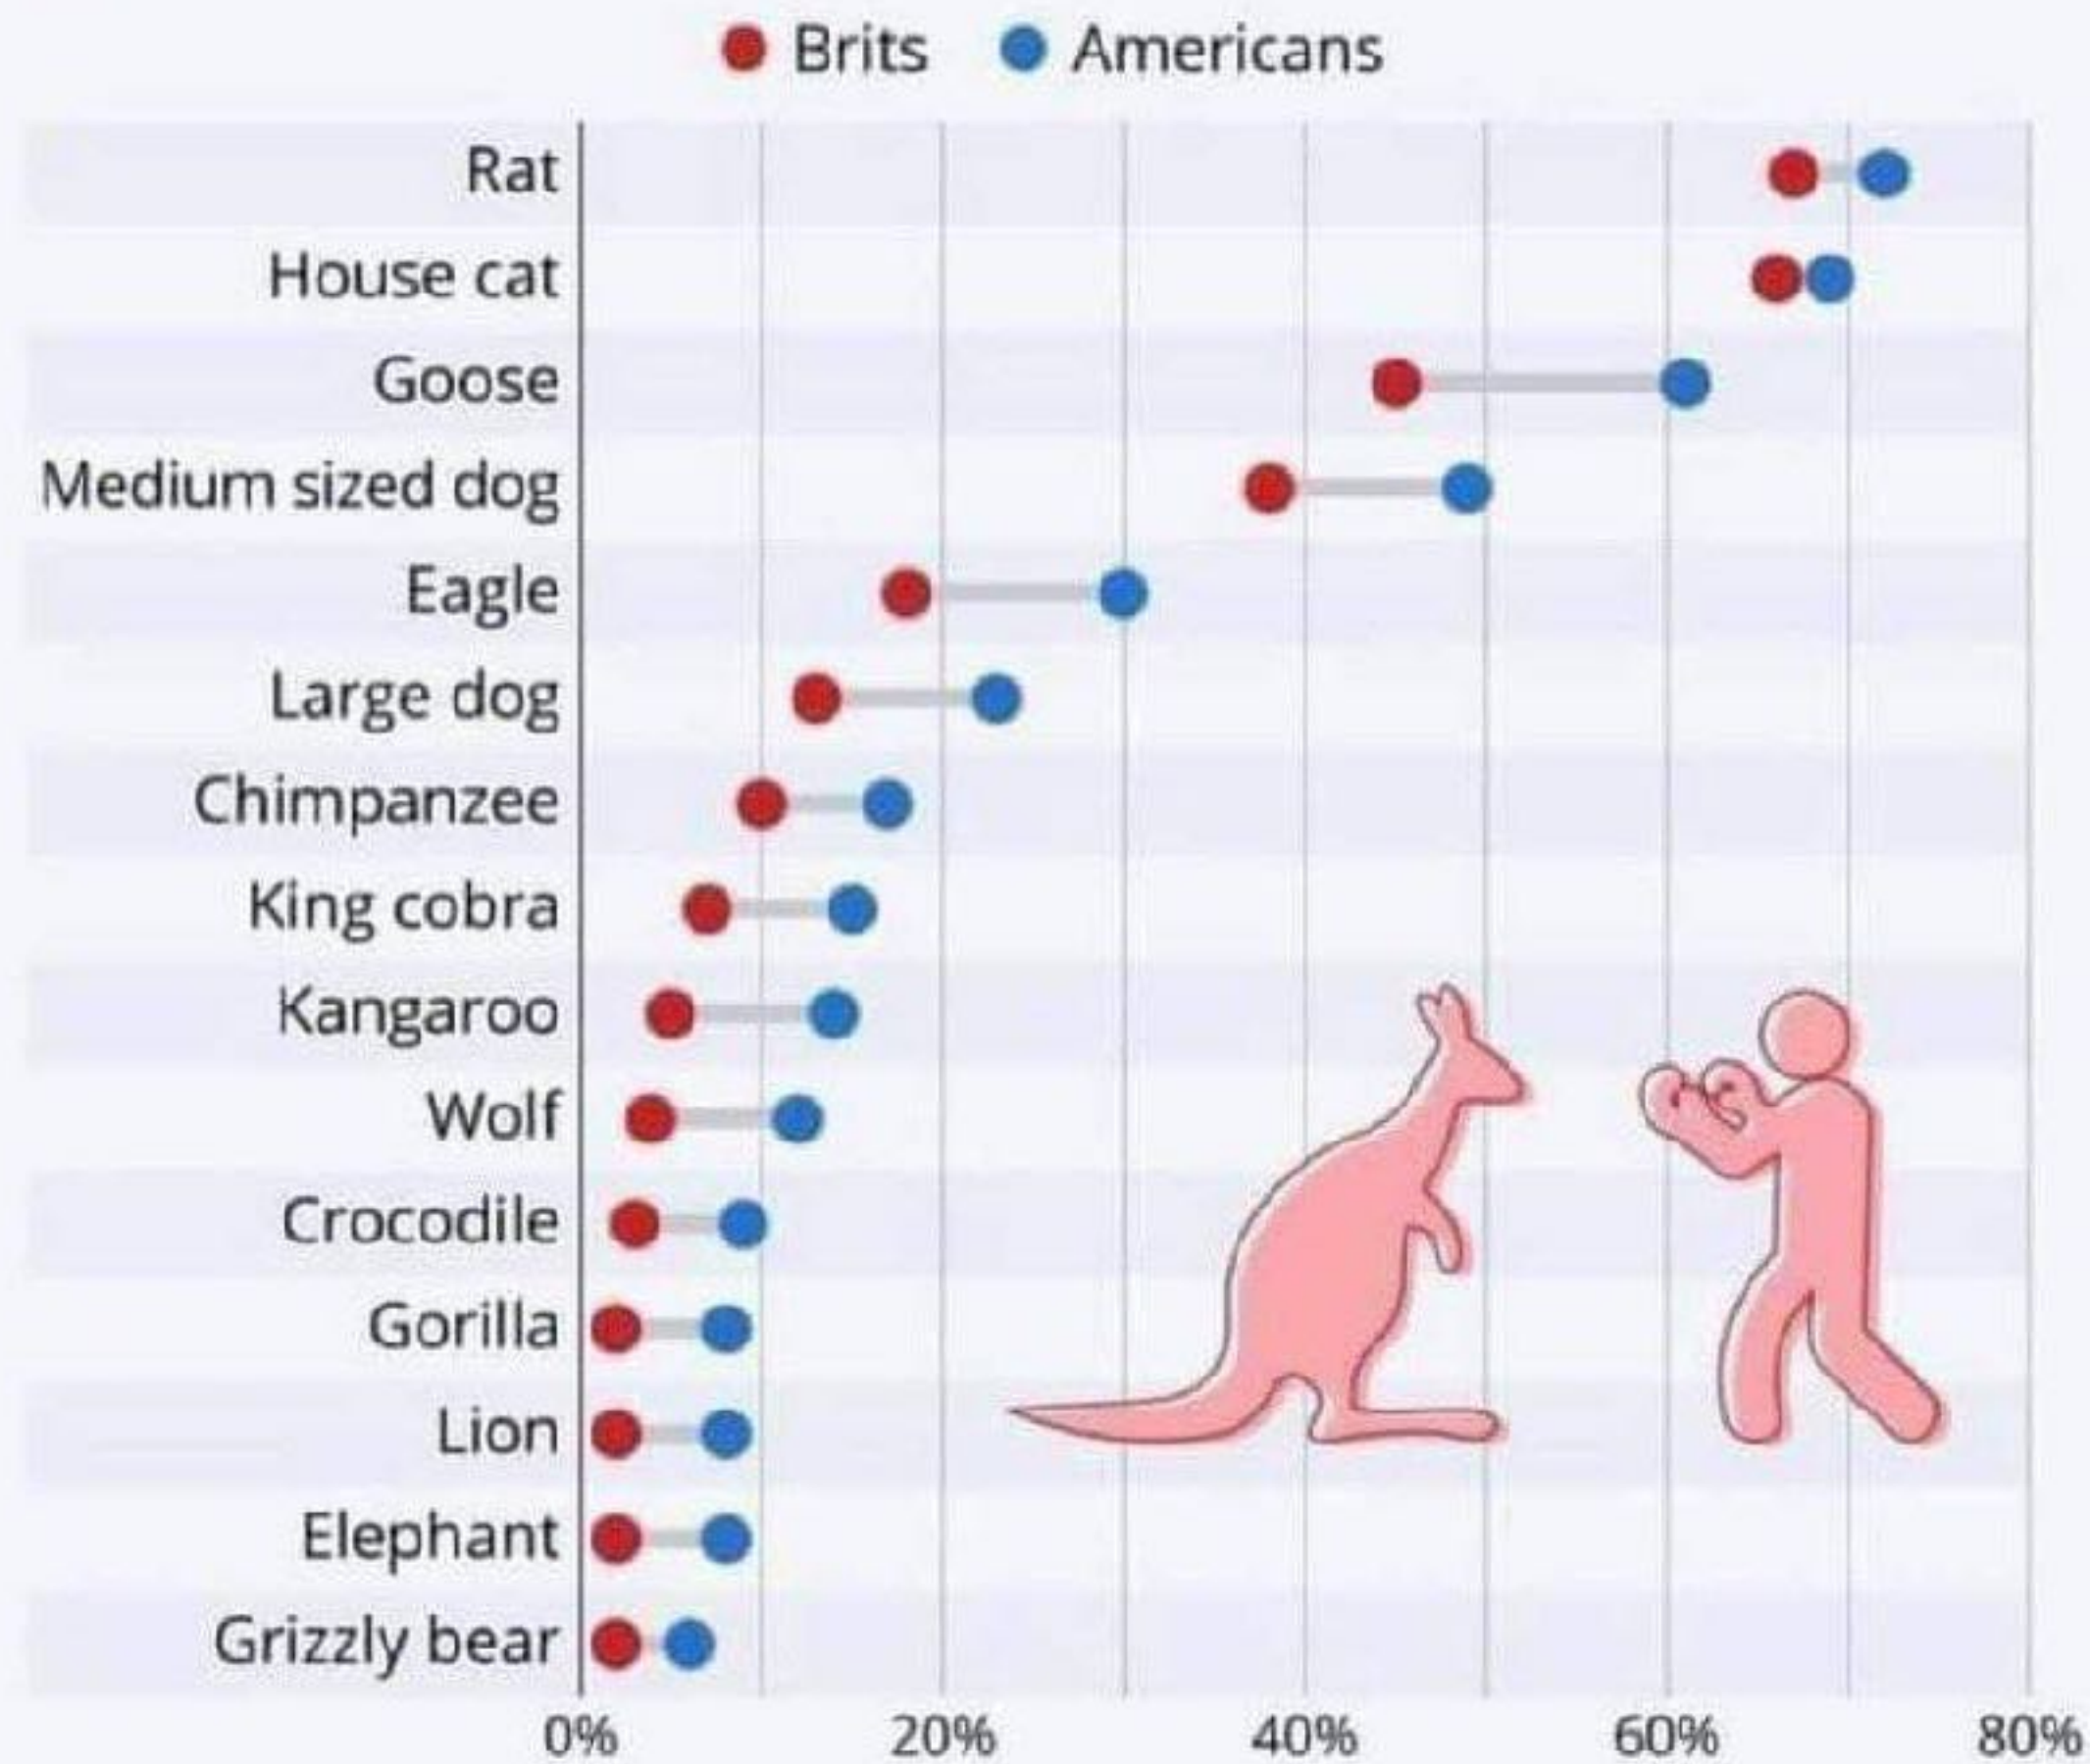 Brits Americans
Rat
House cat
Goose
Medium sized dog
Eagle
Large dog
Chimpanzee
King cobra
Kangaroo
Wolf
Crocodile
Gorilla
Lion
Elephant
Grizzly bear
0% 20% 40% 60% 80%